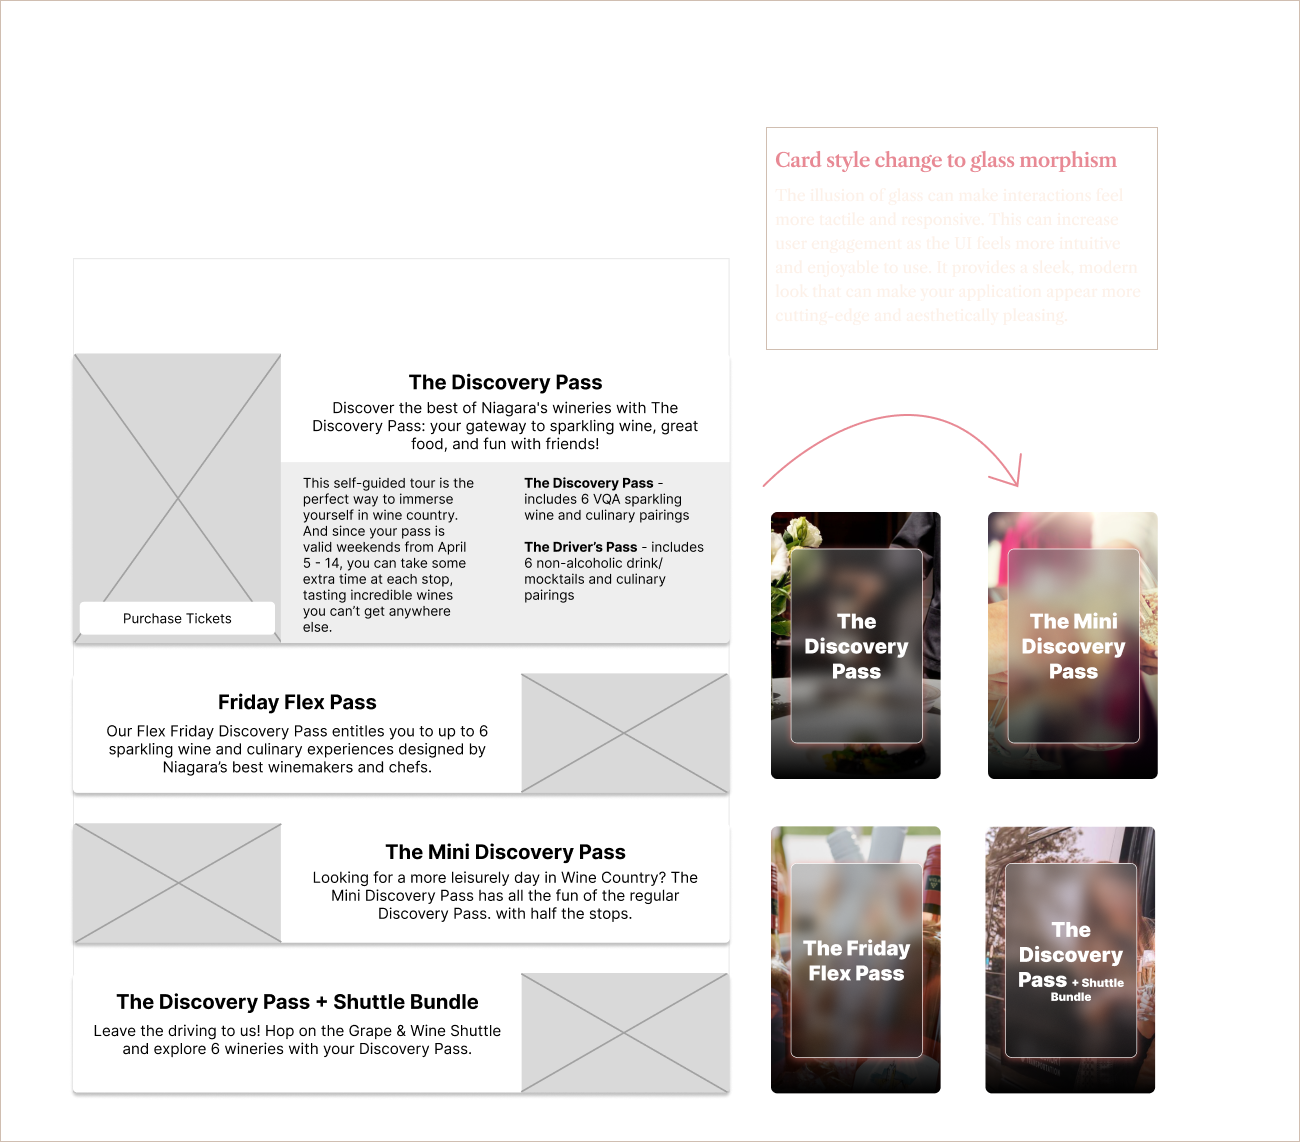 Card style change to glass morphism
The illusion of glass can make interactions feel
more tactile and responsive. This can increase
user engagement as the UI feels more intuitive
and enjoyable to use. It provides a sleek, modern
look that can make your application appear more
cutting-edge and aesthetically pleasing.
The Discovery Pass
Discover the best of Niagara's wineries with The
Discovery Pass: your gateway to sparkling wine, great
food, and fun with friends!
This self-guided tour is the
perfect way to immerse
yourself in wine country.
And since your pass is
valid weekends from April
5 - 14, you can take some
extra time at each stop,
tasting incredible wines
you can’t get anywhere
else.
The Discovery Pass -
includes 6 VQA sparkling
wine and culinary pairings
The Driver’s Pass - includes
6 non-alcoholic drink/
mocktails and culinary
pairings
Purchase Tickets
Friday Flex Pass
Our Flex Friday Discovery Pass entitles you to up to 6
sparkling wine and culinary experiences designed by
Niagara’s best winemakers and chefs.
The Mini Discovery Pass
Looking for a more leisurely day in Wine Country? The
Mini Discovery Pass has all the fun of the regular
Discovery Pass. with half the stops.
The Discovery Pass + Shuttle Bundle
Leave the driving to us! Hop on the Grape & Wine Shuttle
and explore 6 wineries with your Discovery Pass.
The
Discovery
Pass
The Mini
Discovery
Pass
The Friday
Flex Pass
The
Discovery
Pass + Shuttle
Bundle